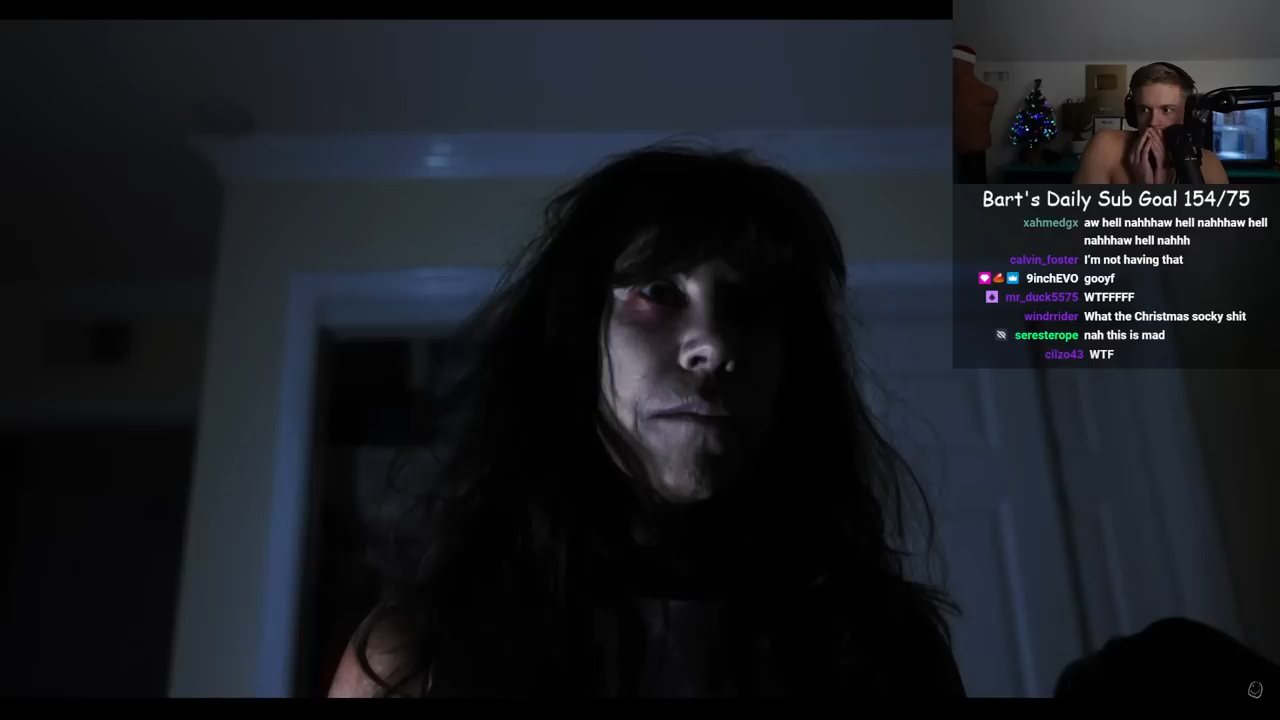 Bart's Daily Sub Goal 154/75
xahmedgx aw hell nahhhaw hell nahhhaw hell
nahhhaw hell nahhh
calvin_foster I'm not having that
9inchEVO gooyf
mr_duck5575 WTFFFFF
windrrider What the Christmas socky shit
seresterope nah this is mad
cilzo43 WTF